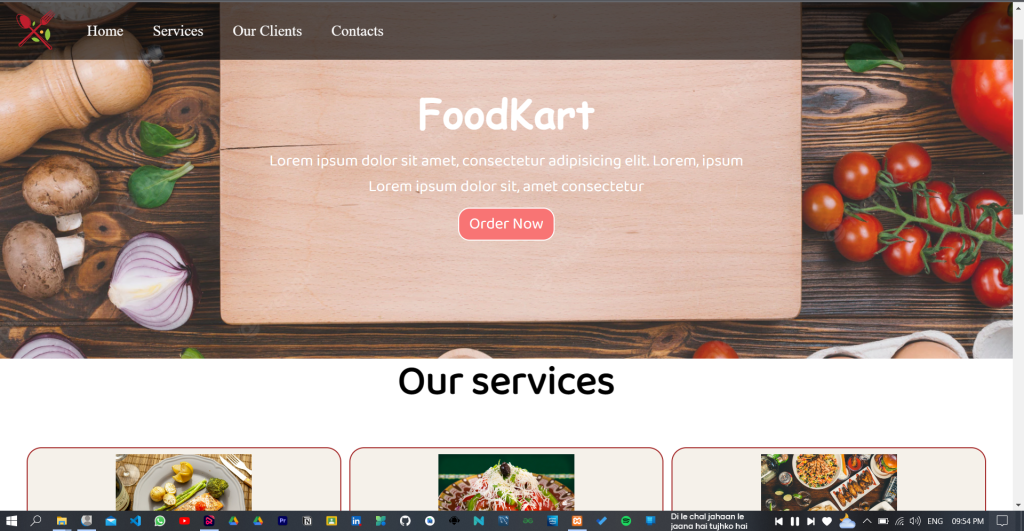 Home Services Our Clients Contacts
FoodKart
Lorem ipsum dolor sit amet, consectetur adipisicing elit. Lorem, ipsum
Lorem ipsum dolor sit, amet consectetur
Order Now
Our services
Di le chal jahaan le
jaana hai tujhko hai
ENG 09:54 PM